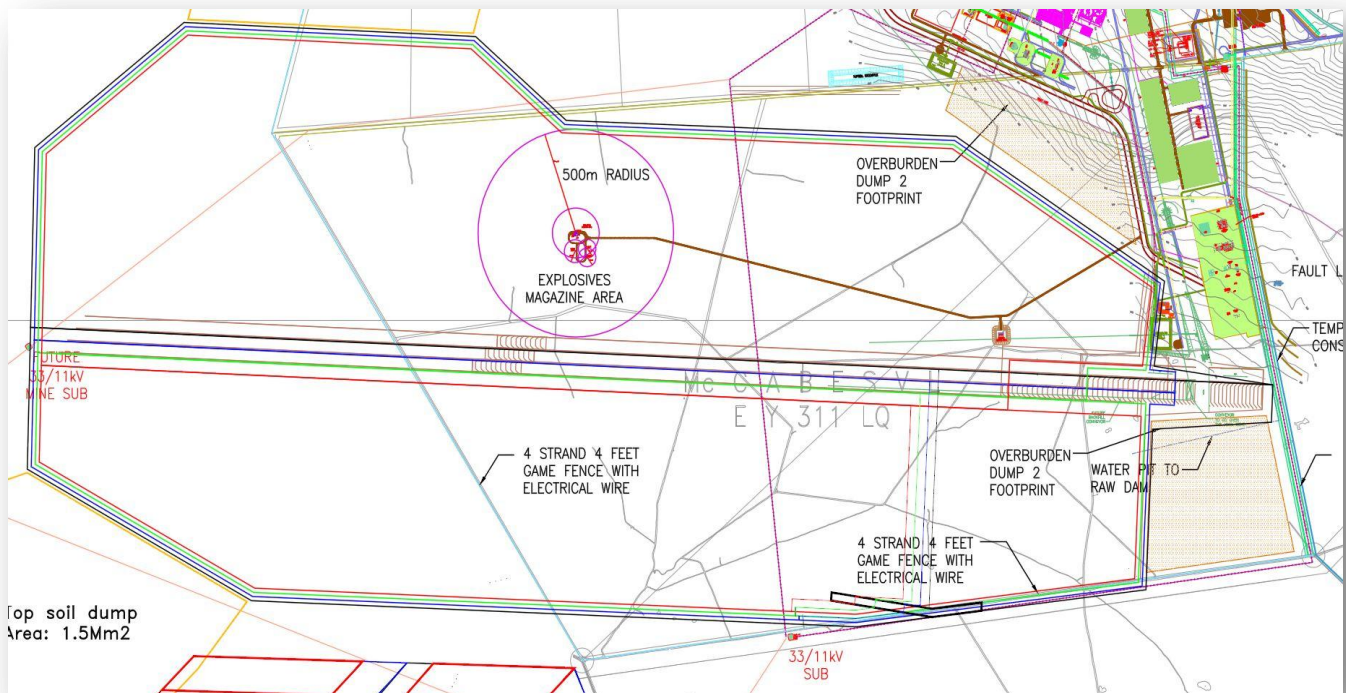 OVERBURDEN
DUMP 2
FOOTPRINT
500m RADIUS
EXPLOSIVES
MAGAZINE AREA
FAULT L
TEMP
CONS
FUTURE
33/11kV
MINE SUB
Mc G A B E S V L
E Y 311 LQ
4 STRAND 4 FEET
GAME FENCE WITH
ELECTRICAL WIRE
OVERBURDEN
DUMP 2
FOOTPRINT
WATER PIT TO
RAW DAM
4 STRAND 4 FEET
GAME FENCE WITH
ELECTRICAL WIRE
Top soil dump
Area: 1.5Mm2
33/11kV
SUB